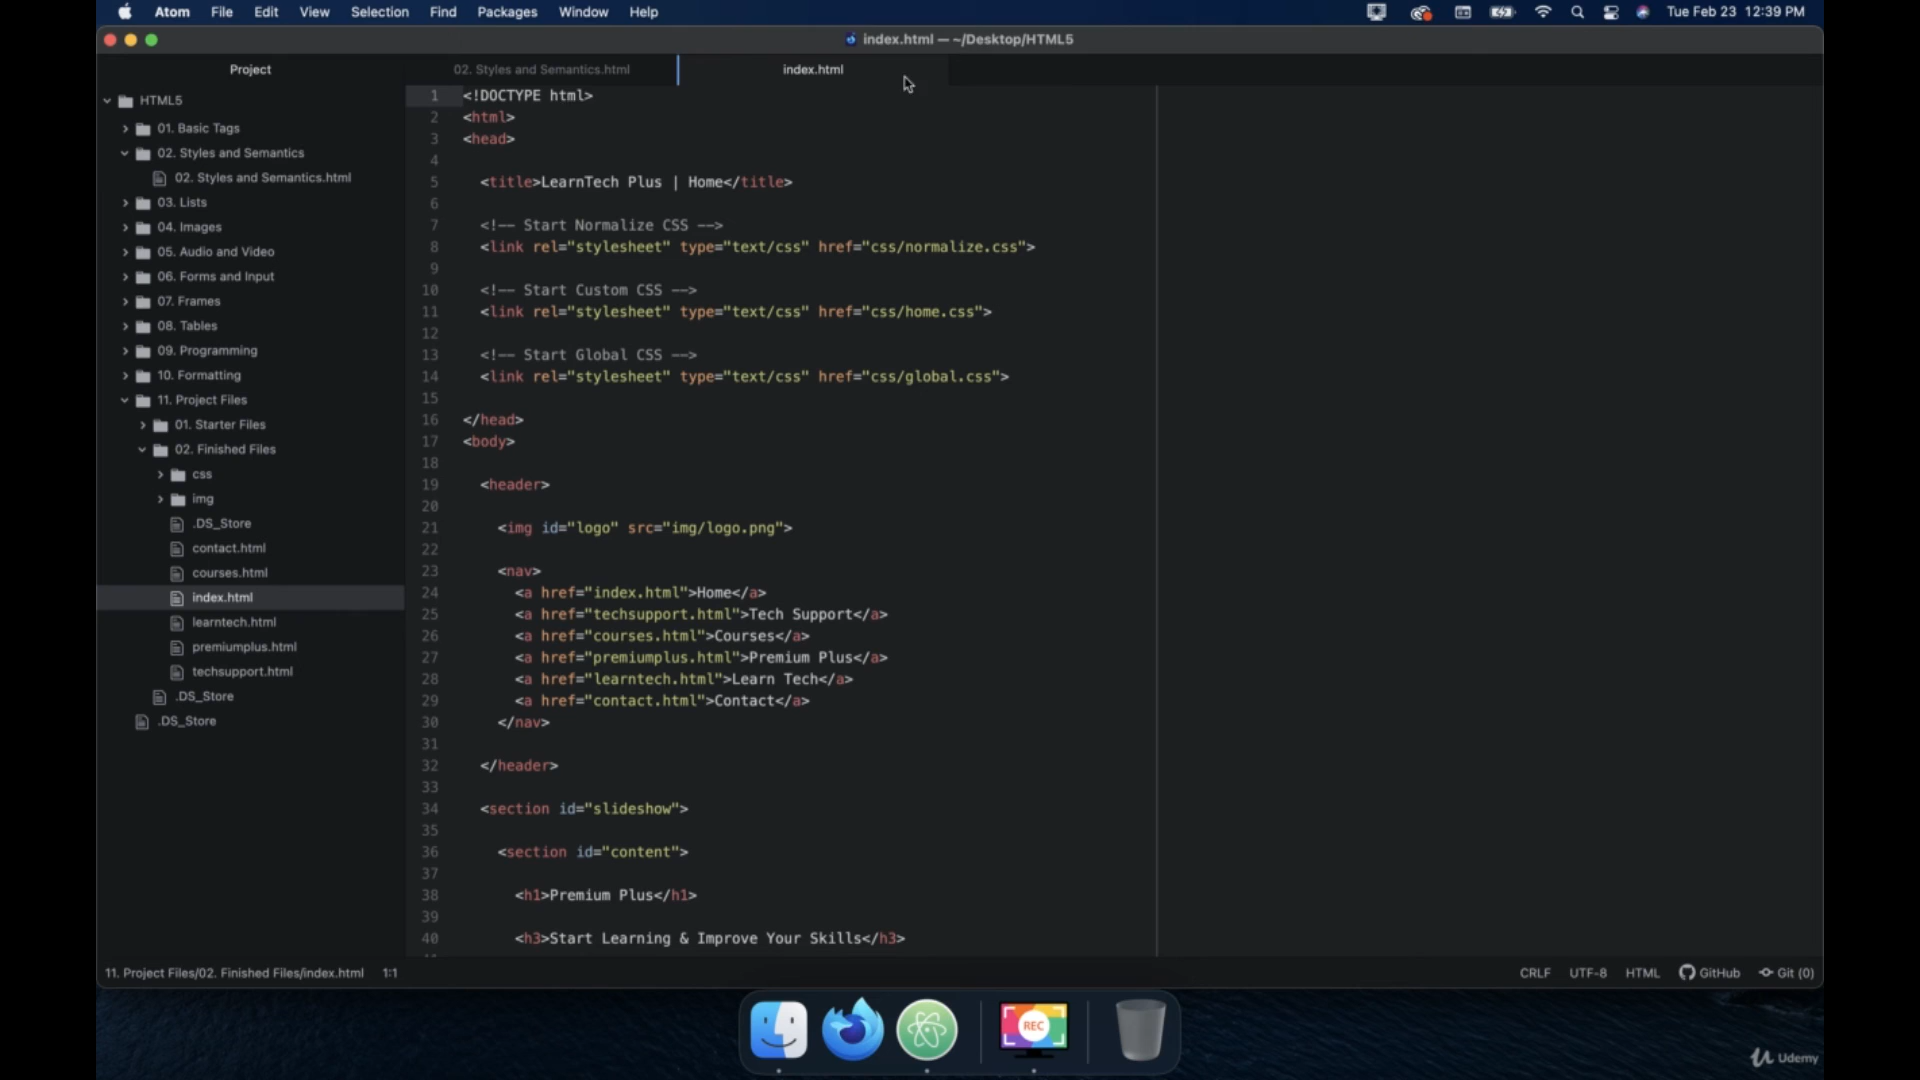 Atom File Edit View Selection Find Packages Window Help Tue Feb 23 12:39 PM
index.html — ~/Desktop/HTML5
Project
02. Styles and Semantics.html
index.html
HTML5
01. Basic Tags
02. Styles and Semantics
02. Styles and Semantics.html
03. Lists
04. Images
05. Audio and Video
06. Forms and Input
07. Frames
08. Tables
09. Programming
10. Formatting
11. Project Files
01. Starter Files
02. Finished Files
css
img
.DS_Store
contact.html
courses.html
index.html
learntech.html
premiumplus.html
techsupport.html
.DS_Store
.DS_Store
1 <!DOCTYPE html>
2 <html>
3 <head>
4
5 <title>LearnTech Plus | Home</title>
6
7 <!-- Start Normalize CSS -->
8 <link rel="stylesheet" type="text/css" href="css/normalize.css">
9
10 <!-- Start Custom CSS -->
11 <link rel="stylesheet" type="text/css" href="css/home.css">
12
13 <!-- Start Global CSS -->
14 <link rel="stylesheet" type="text/css" href="css/global.css">
15
16 </head>
17 <body>
18
19 <header>
20
21 <img id="logo" src="img/logo.png">
22
23 <nav>
24 <a href="index.html">Home</a>
25 <a href="techsupport.html">Tech Support</a>
26 <a href="courses.html">Courses</a>
27 <a href="premiumplus.html">Premium Plus</a>
28 <a href="learntech.html">Learn Tech</a>
29 <a href="contact.html">Contact</a>
30 </nav>
31
32 </header>
33
34 <section id="slideshow">
35
36 <section id="content">
37
38 <h1>Premium Plus</h1>
39
40 <h3>Start Learning & Improve Your Skills</h3>
11. Project Files/02. Finished Files/index.html 1:1
CRLF UTF-8 HTML GitHub Git (0)
REC
Udemy